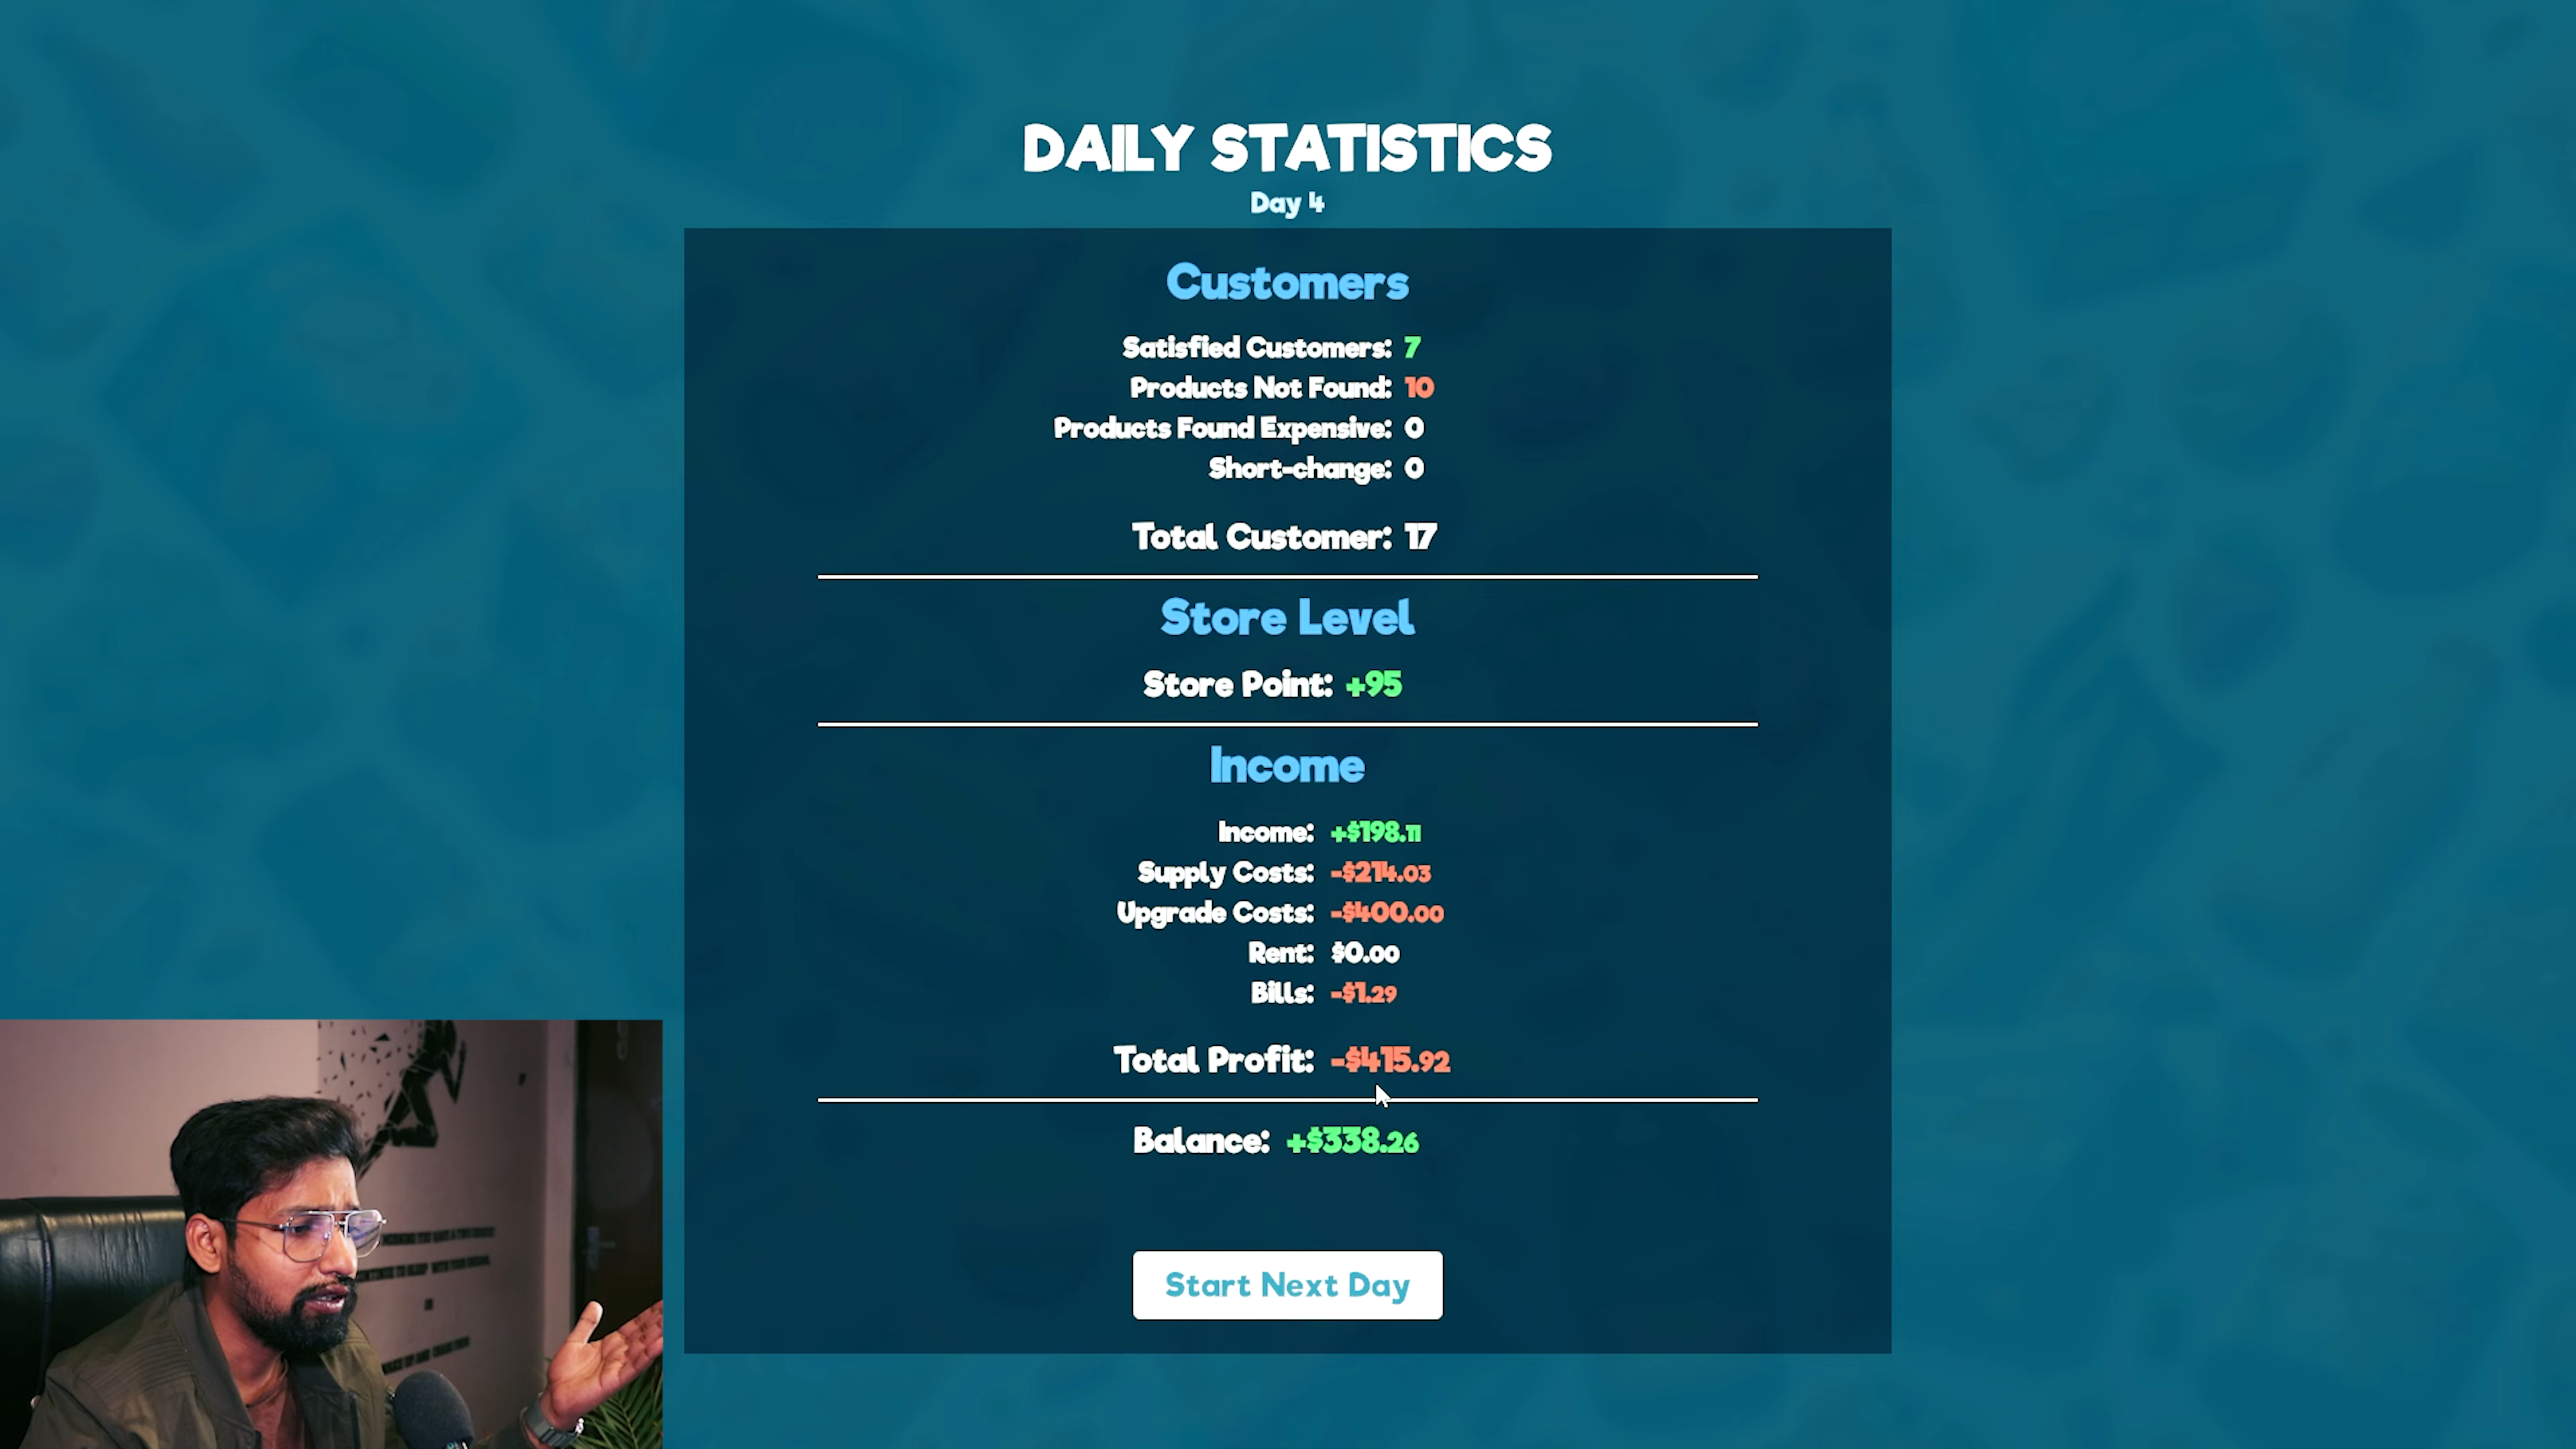 DAILY STATISTICS
Day 4
Customers
Satisfied Customers: 7
Products Not Found: 10
Products Found Expensive: 0
Short-change: 0
Total Customer: 17
Store Level
Store Point: +95
Income
Income: +$198.11
Supply Costs: -$214.03
Upgrade Costs: -$400.00
Rent: $0.00
Bills: -$1.29
Total Profit: -$415.92
Balance: +$338.26
Start Next Day